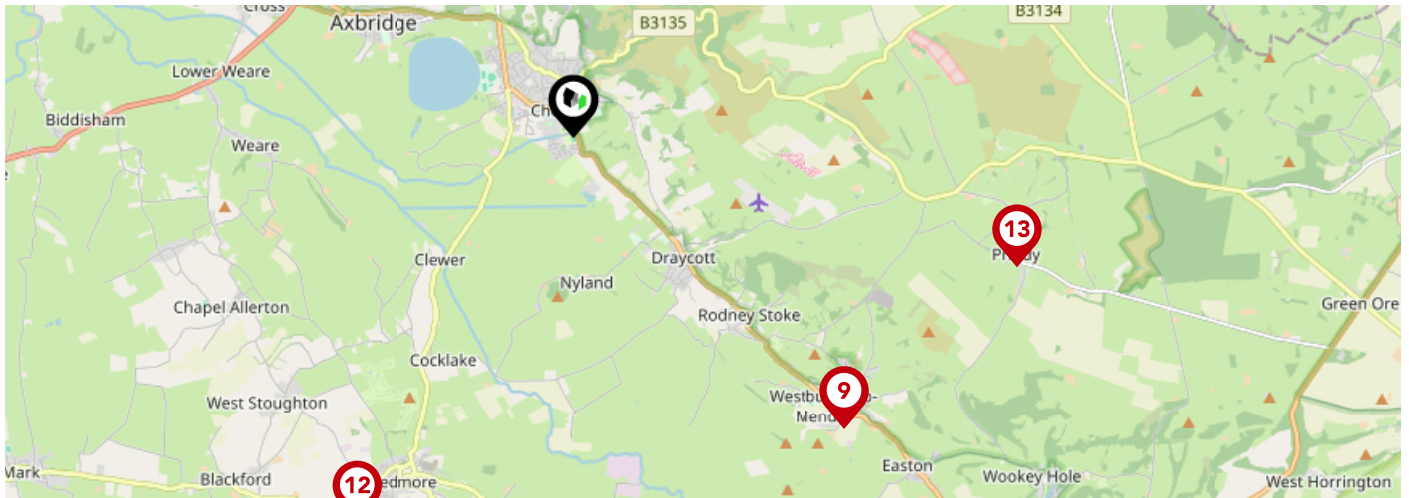 Cross
Axbridge
B3135
B3134
Lower Weare
Biddisham
Weare
13
Clewer
Draycott
Nyland
Chapel Allerton
Rodney Stoke
Green Ore
Cocklake
9
West Stoughton
Mark
Blackford
12
Easton
Wookey Hole
West Horrington